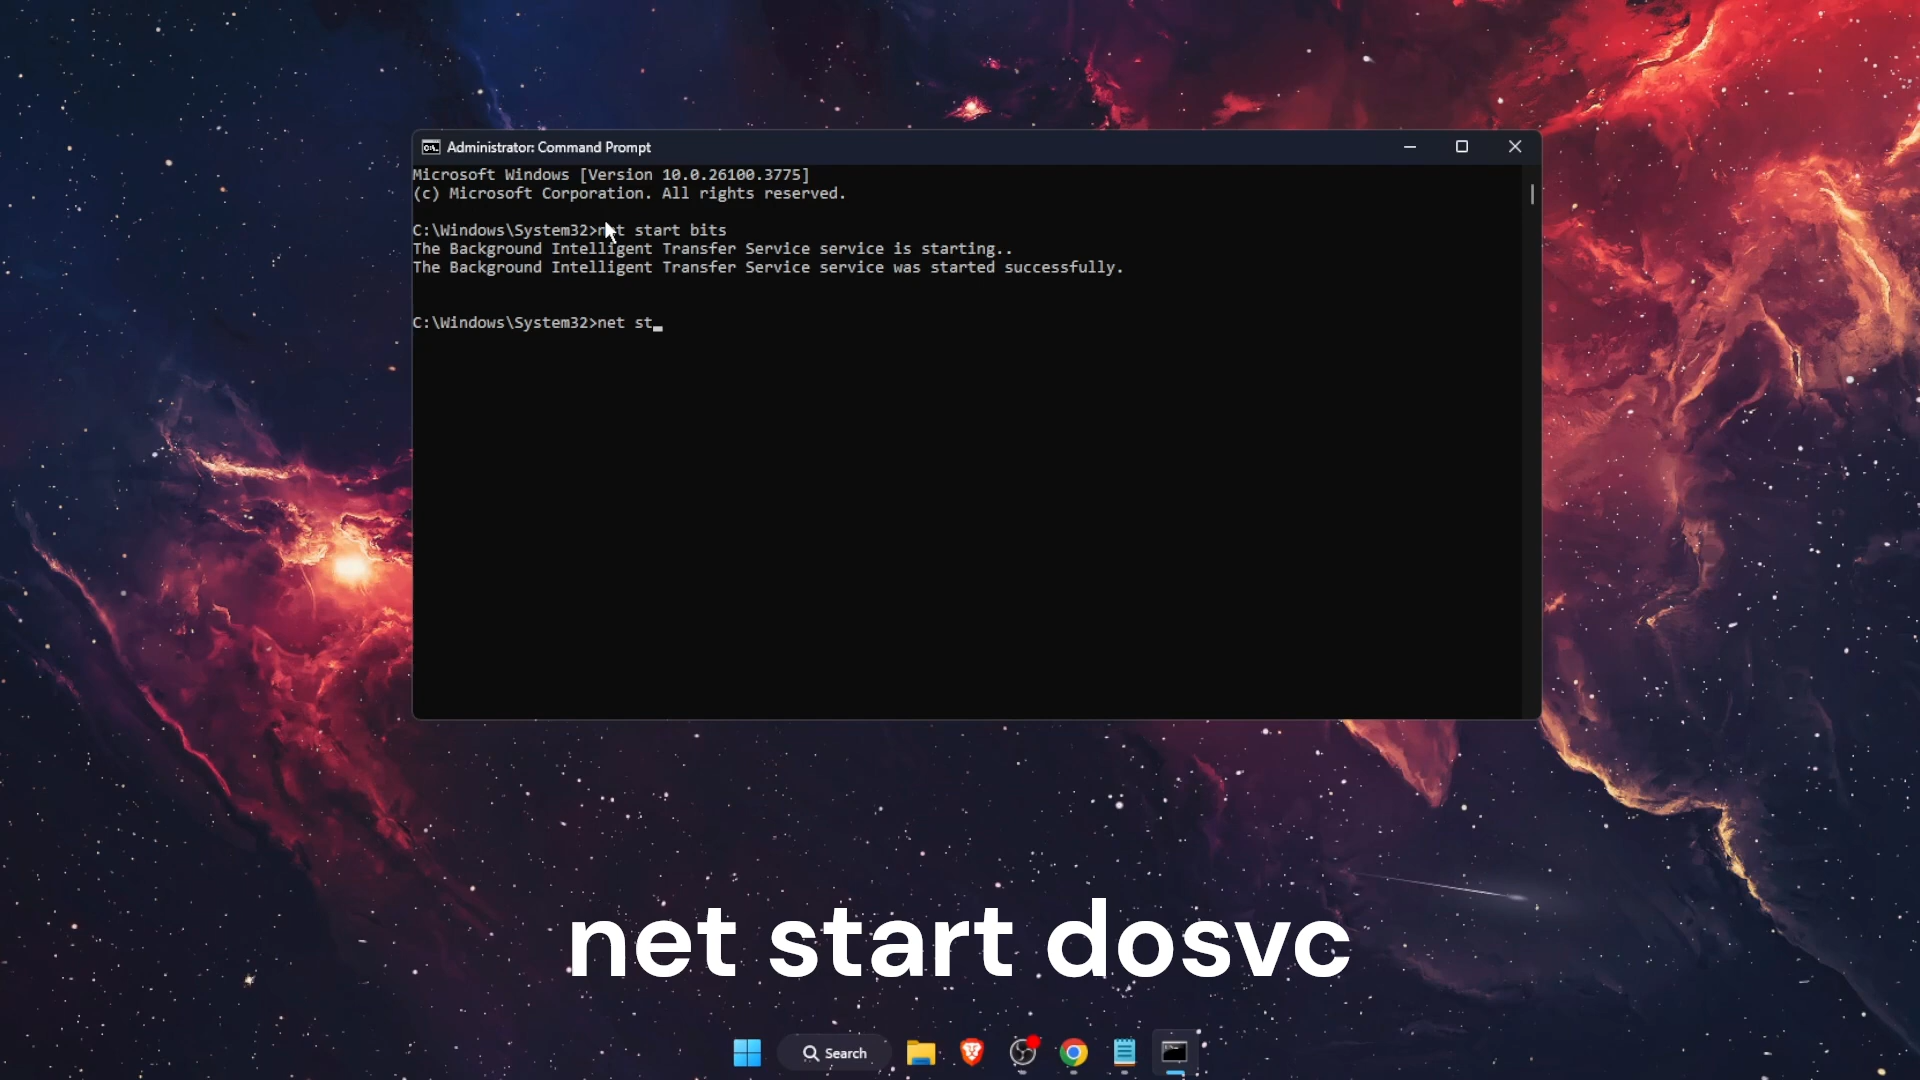 Administrator: Command Prompt
Microsoft Windows [Version 10.0.26100.3775]
(c) Microsoft Corporation. All rights reserved.
C:\Windows\System32>net start bits
The Background Intelligent Transfer Service service is starting..
The Background Intelligent Transfer Service service was started successfully.
C:\Windows\System32>net st_
net start dosvc
Search